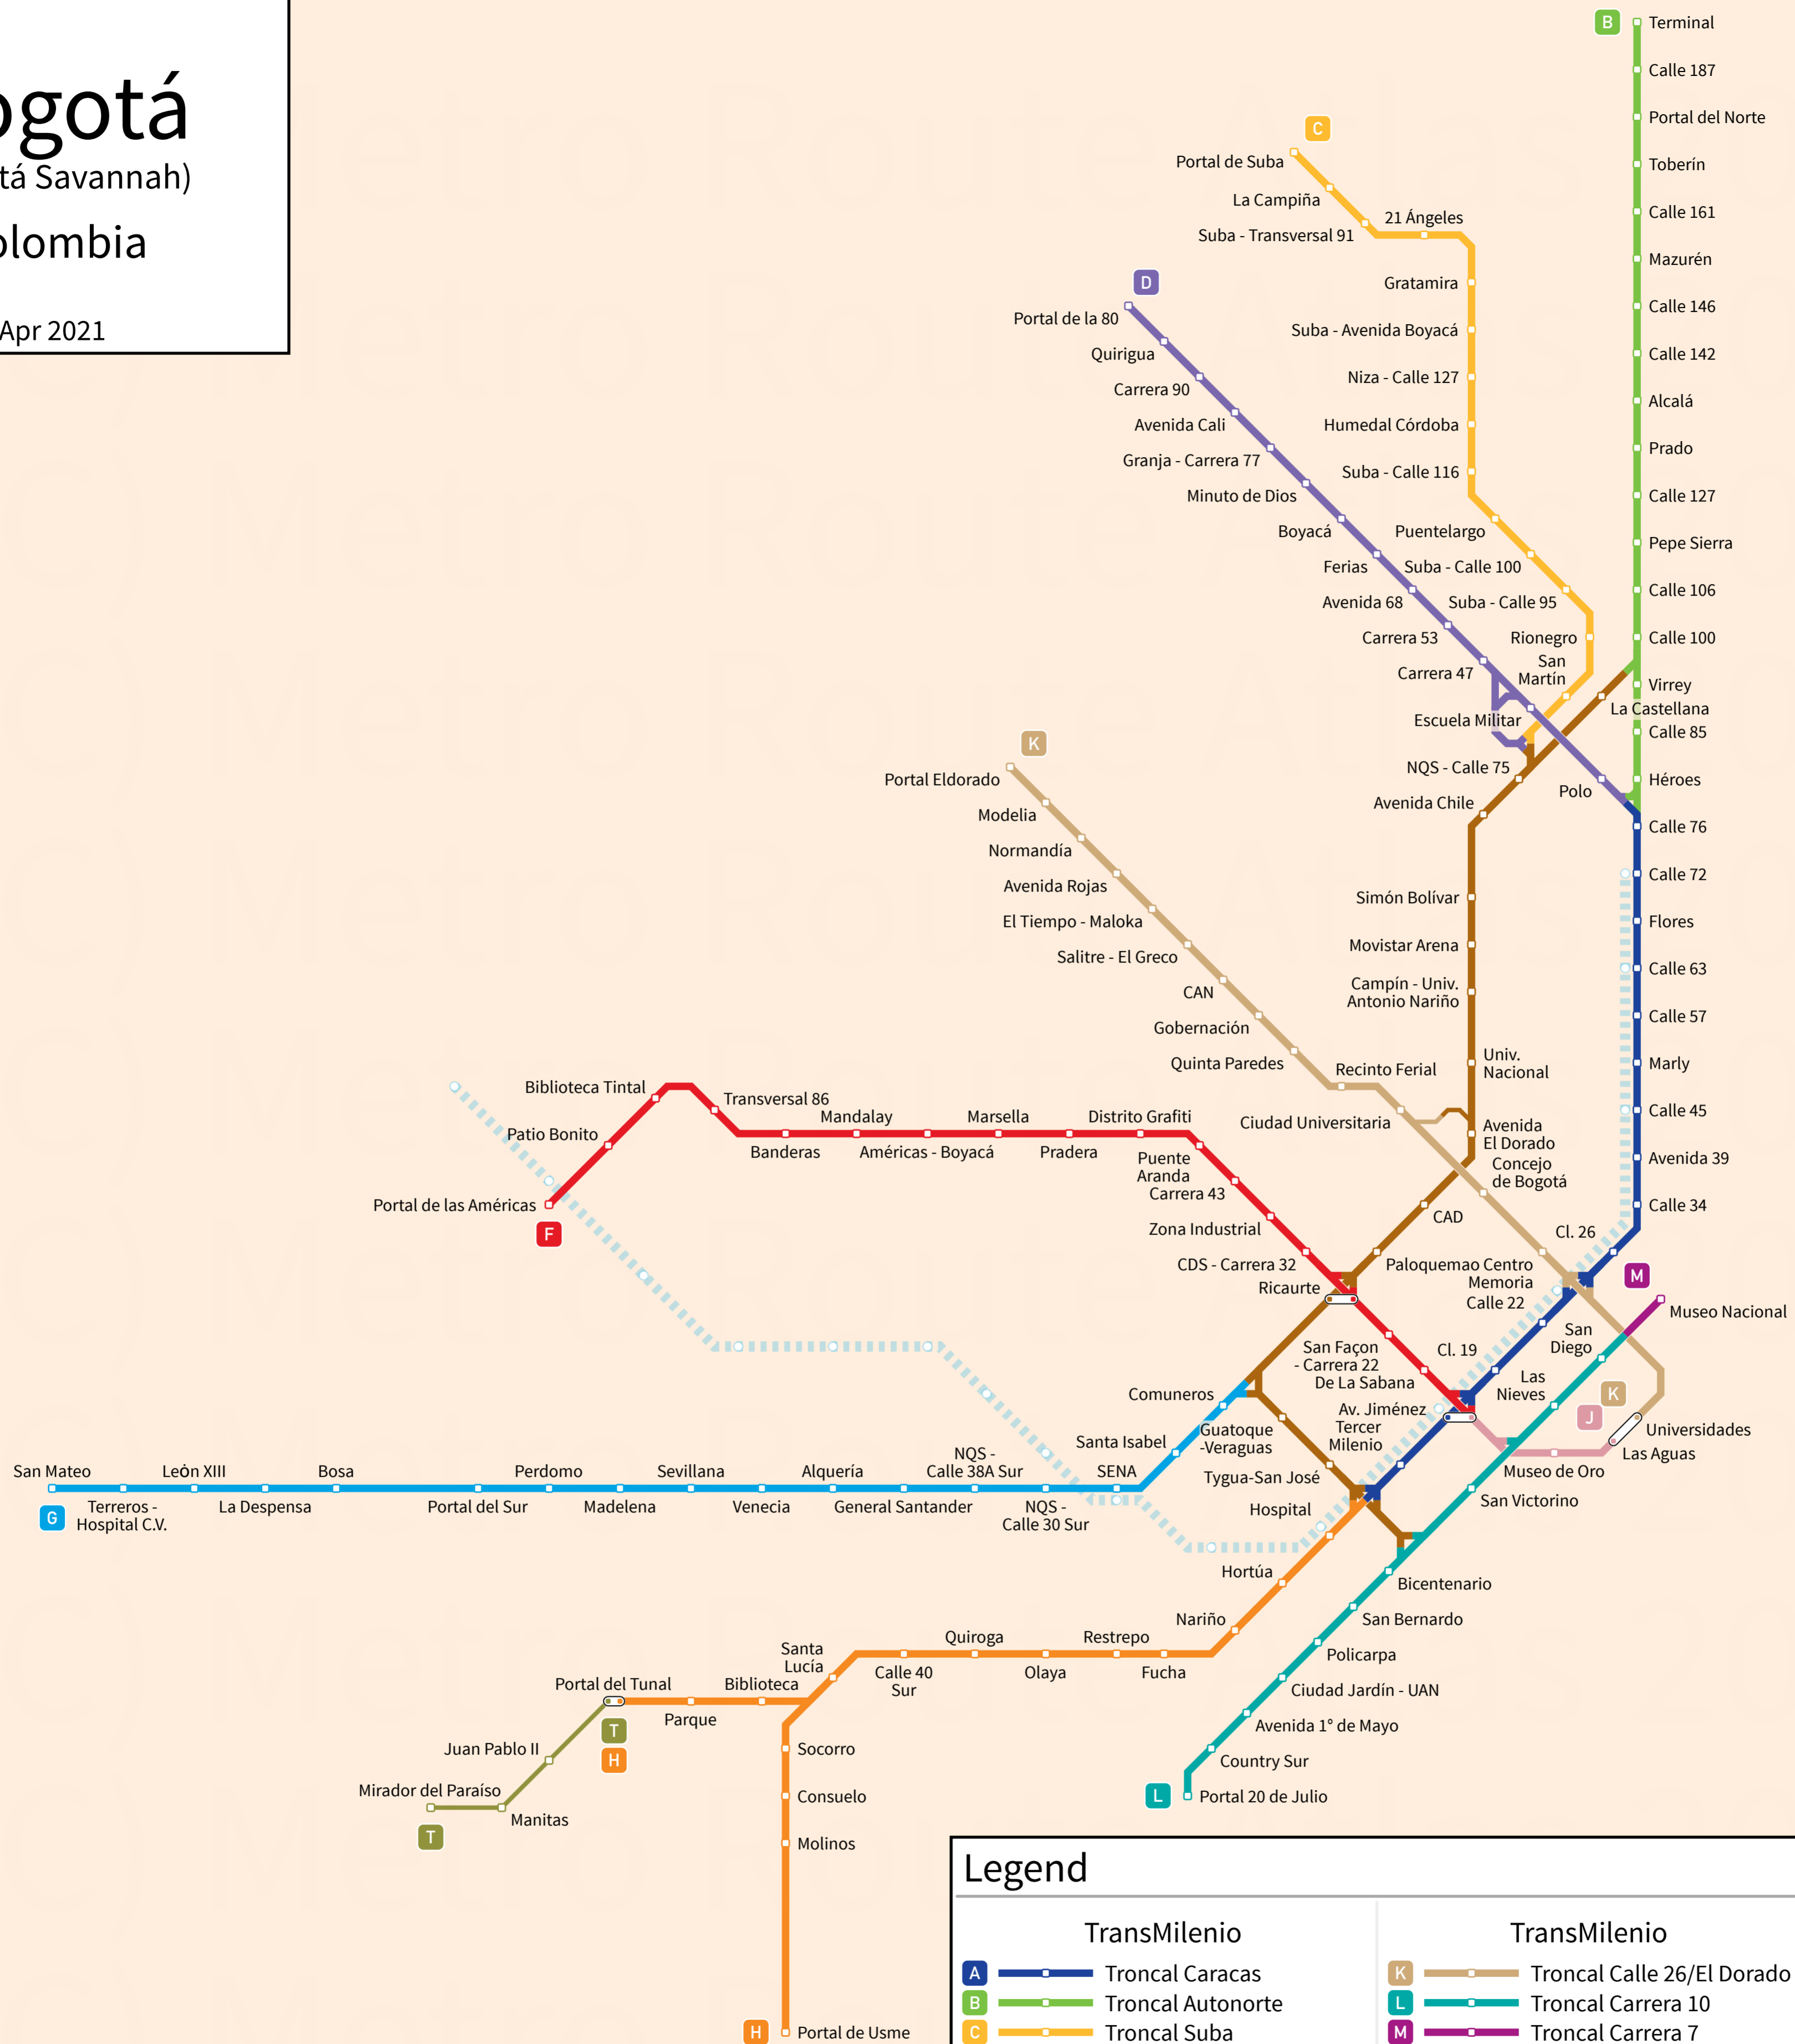 ogotá
tá Savannah)
olombia
Apr 2021
B
Terminal
Calle 187
Portal del Norte
Toberín
Calle 161
Mazurén
Calle 146
Calle 142
Alcalá
Prado
Calle 127
Pepe Sierra
Calle 106
Calle 100
Virrey
La Castellana
Calle 85
Héroes
C
Portal de Suba
La Campiña
Suba - Transversal 91
21 Ángeles
Gratamira
Suba - Avenida Boyacá
Niza - Calle 127
Humedal Córdoba
Suba - Calle 116
Puentelargo
Suba - Calle 100
Suba - Calle 95
Rionegro
San
Martín
D
Portal de la 80
Quirigua
Carrera 90
Avenida Cali
Granja - Carrera 77
Minuto de Dios
Boyacá
Ferias
Avenida 68
Carrera 53
Carrera 47
Escuela Militar
Polo
NQS - Calle 75
Avenida Chile
Simón Bolívar
Movistar Arena
Campín - Univ.
Antonio Nariño
Univ.
Nacional
Avenida
El Dorado
CAD
Paloquemao
Ricaurte
Calle 76
Calle 72
Flores
Calle 63
Calle 57
Marly
Calle 45
Avenida 39
Calle 34
Cl. 26
Calle 22
Cl. 19
Av. Jiménez
Tercer
Milenio
K
Portal Eldorado
Modelia
Normandía
Avenida Rojas
El Tiempo - Maloka
Salitre - El Greco
CAN
Gobernación
Quinta Paredes
Recinto Ferial
Ciudad Universitaria
Concejo
de Bogotá
Centro
Memoria
K
Universidades
J
Las Aguas
Museo de Oro
M
Museo Nacional
San
Diego
Las
Nieves
San Victorino
Bicentenario
San Bernardo
Policarpa
Ciudad Jardín - UAN
Avenida 1° de Mayo
Country Sur
L
Portal 20 de Julio
Biblioteca Tintal
Patio Bonito
Portal de las Américas
F
Transversal 86
Banderas
Mandalay
Américas - Boyacá
Marsella
Pradera
Distrito Grafiti
Puente
Aranda
Carrera 43
Zona Industrial
CDS - Carrera 32
San Façon
- Carrera 22
De La Sabana
Comuneros
Guatoque
-Veraguas
Tygua-San José
Santa Isabel
SENA
NQS -
Calle 30 Sur
NQS -
Calle 38A Sur
General Santander
Alquería
Venecia
Sevillana
Madelena
Perdomo
Portal del Sur
Bosa
La Despensa
León XIII
Terreros -
Hospital C.V.
San Mateo
G
Hospital
Hortúa
Nariño
Fucha
Restrepo
Olaya
Quiroga
Calle 40
Sur
Santa
Lucía
Biblioteca
Parque
Portal del Tunal
T
H
Juan Pablo II
Mirador del Paraíso
Manitas
T
Socorro
Consuelo
Molinos
H
Portal de Usme
Legend
TransMilenio
A Troncal Caracas
B Troncal Autonorte
C Troncal Suba
TransMilenio
K Troncal Calle 26/El Dorado
L Troncal Carrera 10
M Troncal Carrera 7